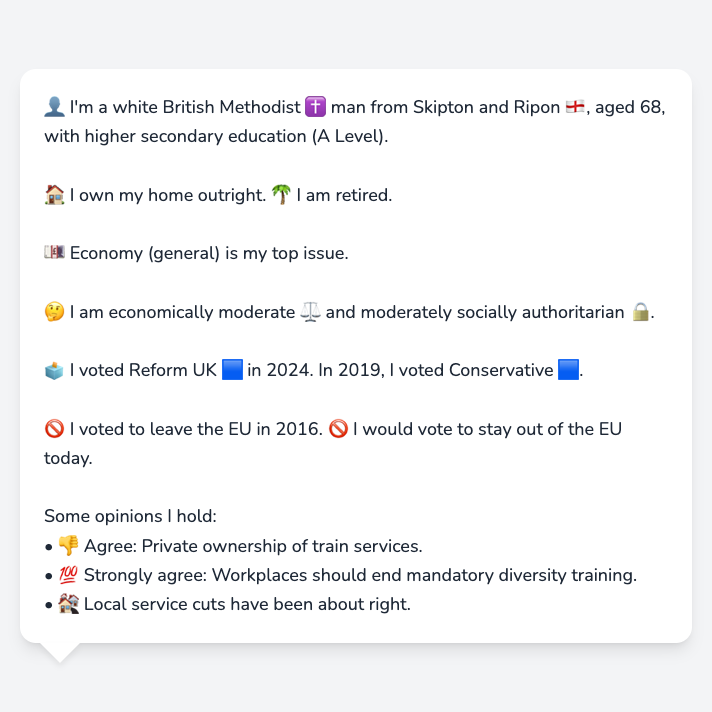 👤 I'm a white British Methodist ✝️ man from Skipton and Ripon 🏴󠁧󠁢󠁥󠁮󠁧󠁿, aged 68,
with higher secondary education (A Level).
🏠 I own my home outright. 🌴 I am retired.
💷 Economy (general) is my top issue.
🤔 I am economically moderate ⚖️ and moderately socially authoritarian 🔒.
🗳️ I voted Reform UK 🟦 in 2024. In 2019, I voted Conservative 🟦.
🚫 I voted to leave the EU in 2016. 🚫 I would vote to stay out of the EU
today.
Some opinions I hold:
• 👎 Agree: Private ownership of train services.
• 💯 Strongly agree: Workplaces should end mandatory diversity training.
• 🏘️ Local service cuts have been about right.